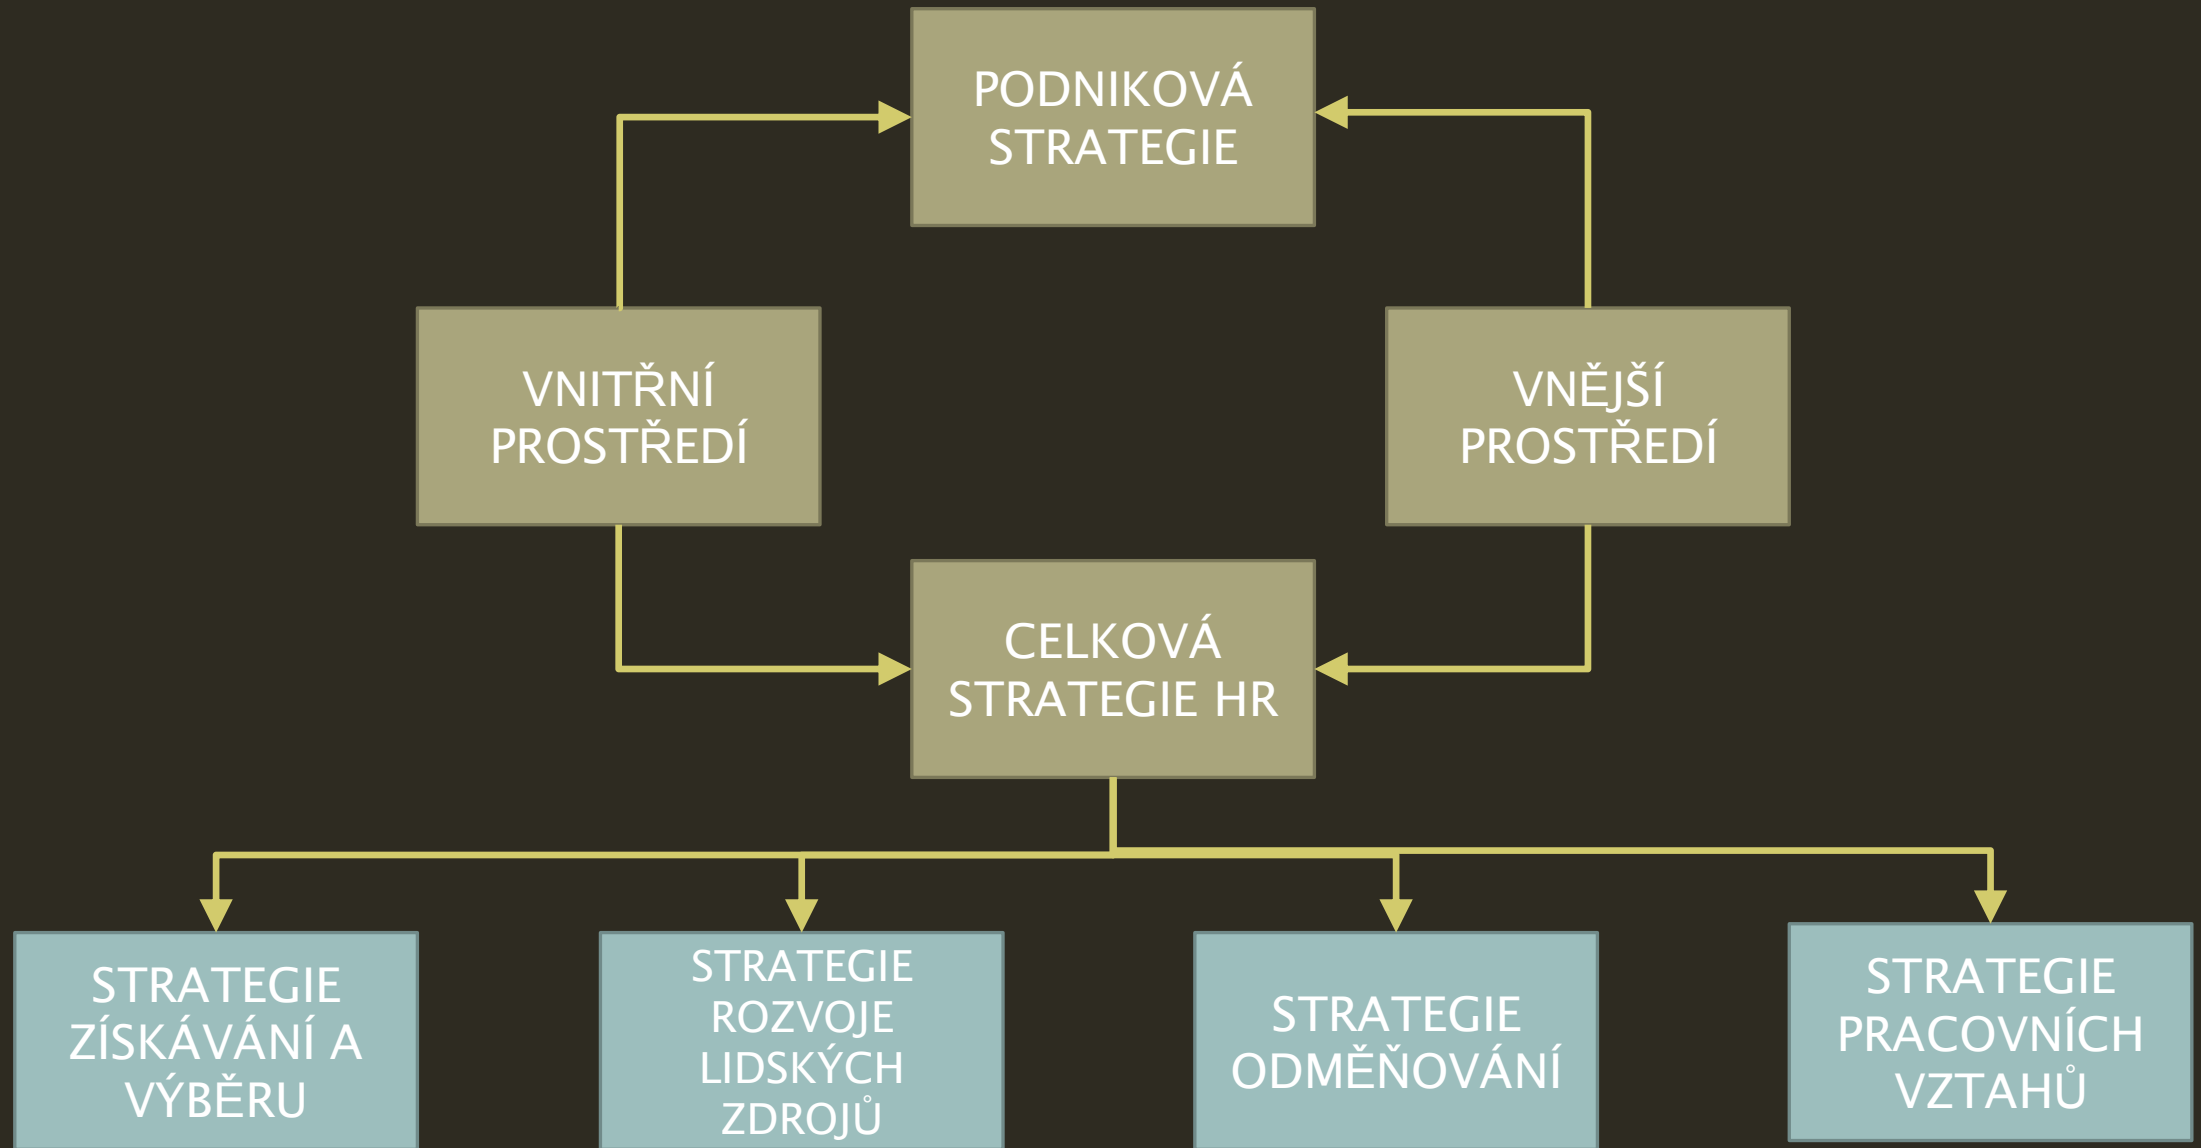 PODNIKOVÁ
STRATEGIE
VNITŘNÍ
PROSTŘEDÍ
VNĚJŠÍ
PROSTŘEDÍ
CELKOVÁ
STRATEGIE HR
STRATEGIE
ZÍSKÁVÁNÍ A
VÝBĚRU
STRATEGIE
ROZVOJE
LIDSKÝCH
ZDROJŮ
STRATEGIE
ODMĚŇOVÁNÍ
STRATEGIE
PRACOVNÍCH
VZTAHŮ